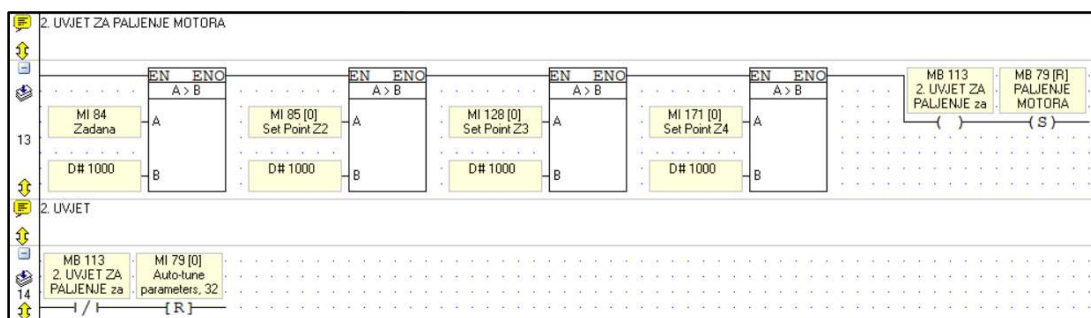 2. UVJET ZA PALJENJE MOTORA
EN ENO EN ENO EN ENO EN ENO
A > B A > B A > B A > B
MB 113
2. UVJET ZA
PALJENJE za
MB 79 [R]
PALJENJE
MOTORA
MI 84
Zadana
A
MI 85 [0]
Set Point Z2
A
MI 128 [0]
Set Point Z3
A
MI 171 [0]
Set Point Z4
A
( )
(S)
13
D# 1000
B
D# 1000
B
D# 1000
B
D# 1000
B
2. UVJET
14
MB 113
2. UVJET ZA
PALJENJE za
MI 79 [0]
Auto-tune
parameters, 32
/
[R]